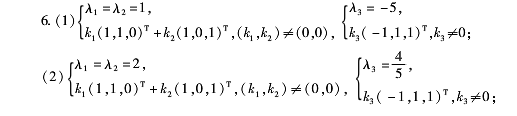 6. (1) { λ₁ = λ₂ = 1, k₁(1,1,0)ᵀ + k₂(1,0,1)ᵀ, (k₁,k₂) ≠ (0,0), { λ₃ = −5, k₃(−1,1,1)ᵀ, k₃ ≠ 0;
(2) { λ₁ = λ₂ = 2, k₁(1,1,0)ᵀ + k₂(1,0,1)ᵀ, (k₁,k₂) ≠ (0,0), { λ₃ = 4/5, k₃(−1,1,1)ᵀ, k₃ ≠ 0;